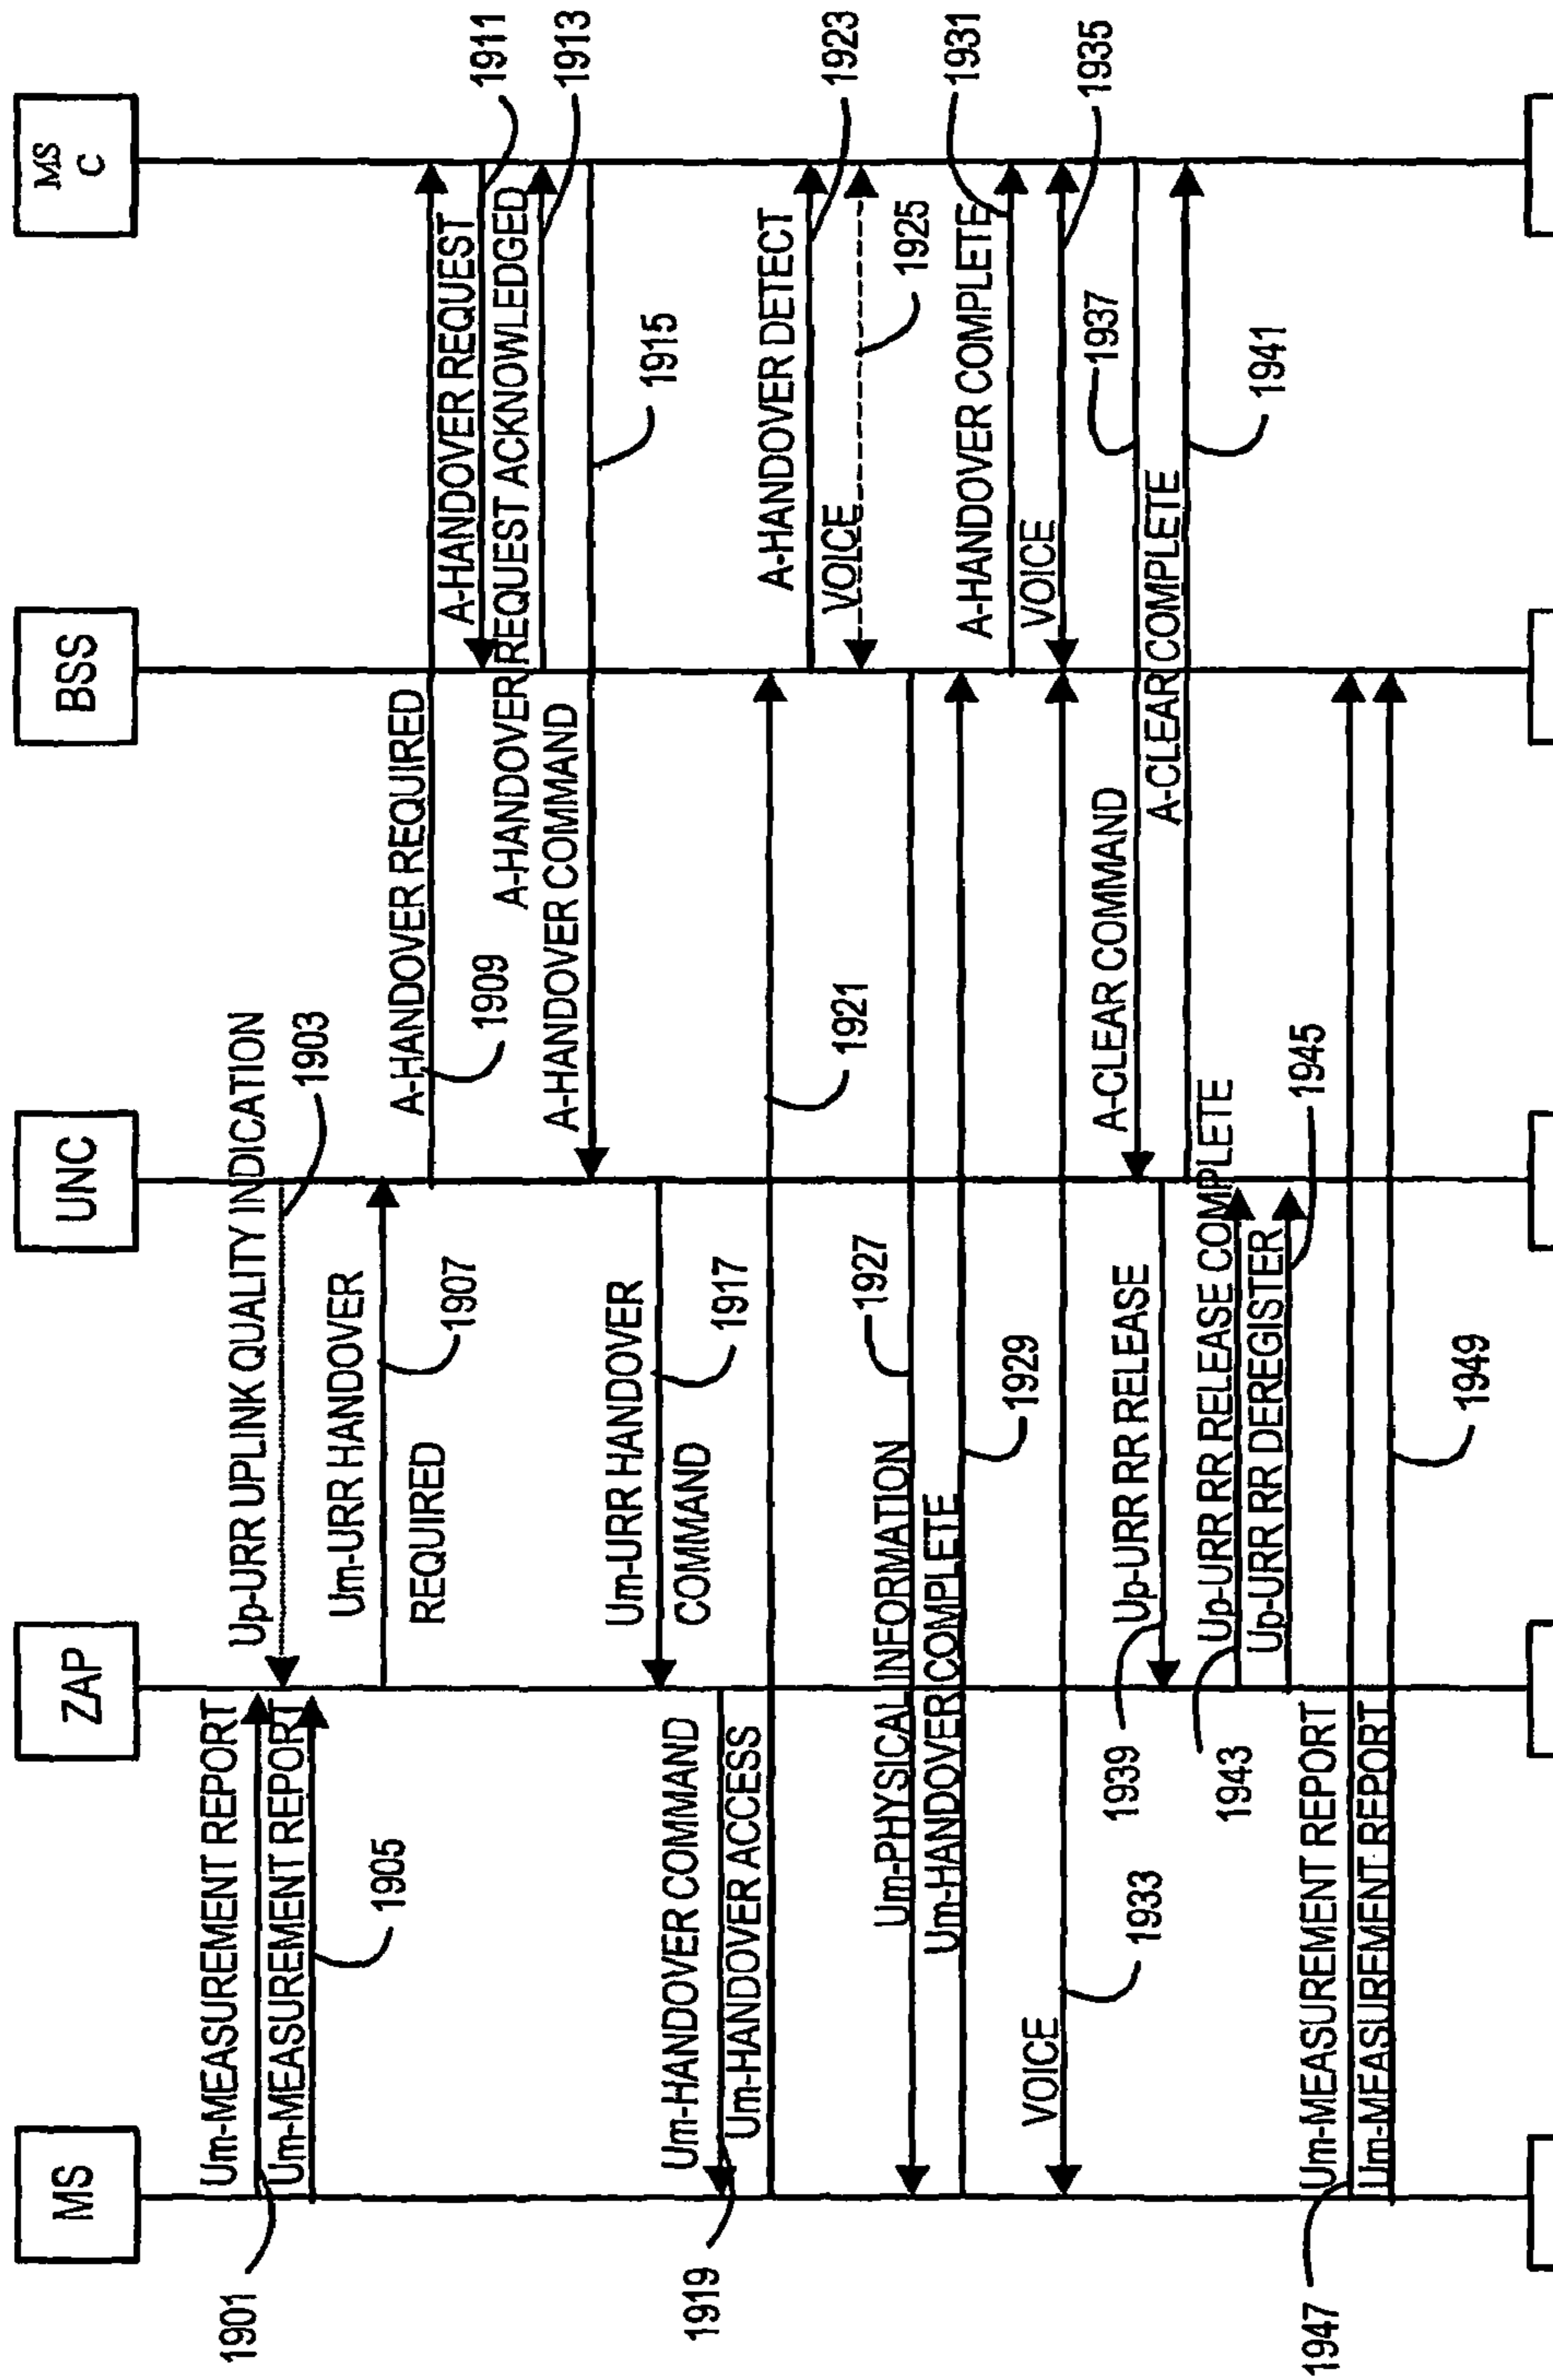 MS
ZAP
UNC
BSS
MS
C
Um-MEASUREMENT REPORT
1901
Up-URR UPLINK QUALITY INDICATION
1903
Um-MEASUREMENT REPORT
1905
Um-URR HANDOVER
REQUIRED
1907
A-HANDOVER REQUIRED
1909
A-HANDOVER REQUEST
1911
A-HANDOVER REQUEST ACKNOWLEDGED
1913
A-HANDOVER COMMAND
1915
Um-URR HANDOVER
COMMAND
1917
Um-HANDOVER COMMAND
1919
Um-HANDOVER ACCESS
1921
A-HANDOVER DETECT
1923
VOICE
1925
Um-PHYSICAL INFORMATION
1927
Um-HANDOVER COMPLETE
1929
A-HANDOVER COMPLETE
1931
VOICE
1933
VOICE
1935
A-CLEAR COMMAND
1937
Up-URR RR RELEASE
1939
A-CLEAR COMPLETE
1941
Up-URR RR RELEASE COMPLETE
1943
Up-URR RR DEREGISTER
1945
Um-MEASUREMENT REPORT
1947
Um-MEASUREMENT REPORT
1949